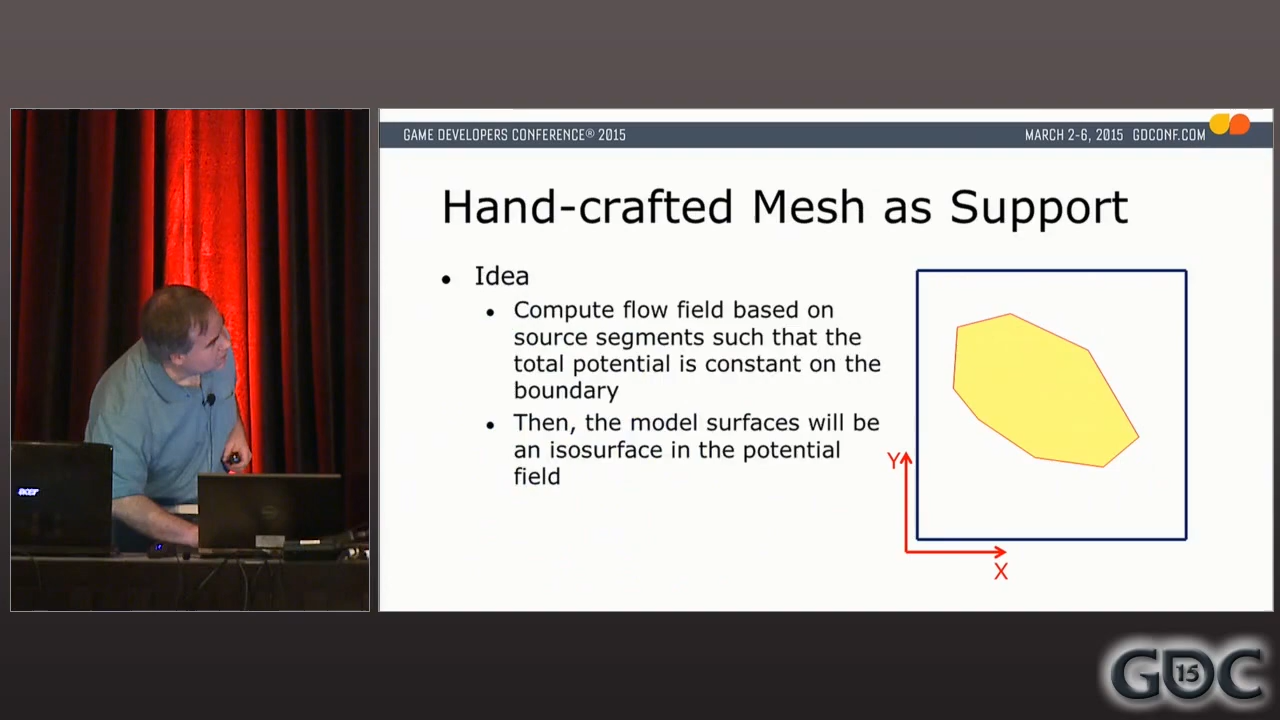 GAME DEVELOPERS CONFERENCE® 2015
MARCH 2-6, 2015 GDCONF.COM
Hand-crafted Mesh as Support
• Idea
• Compute flow field based on
source segments such that the
total potential is constant on the
boundary
• Then, the model surfaces will be
an isosurface in the potential
field
Y
X
acer
GDC
15